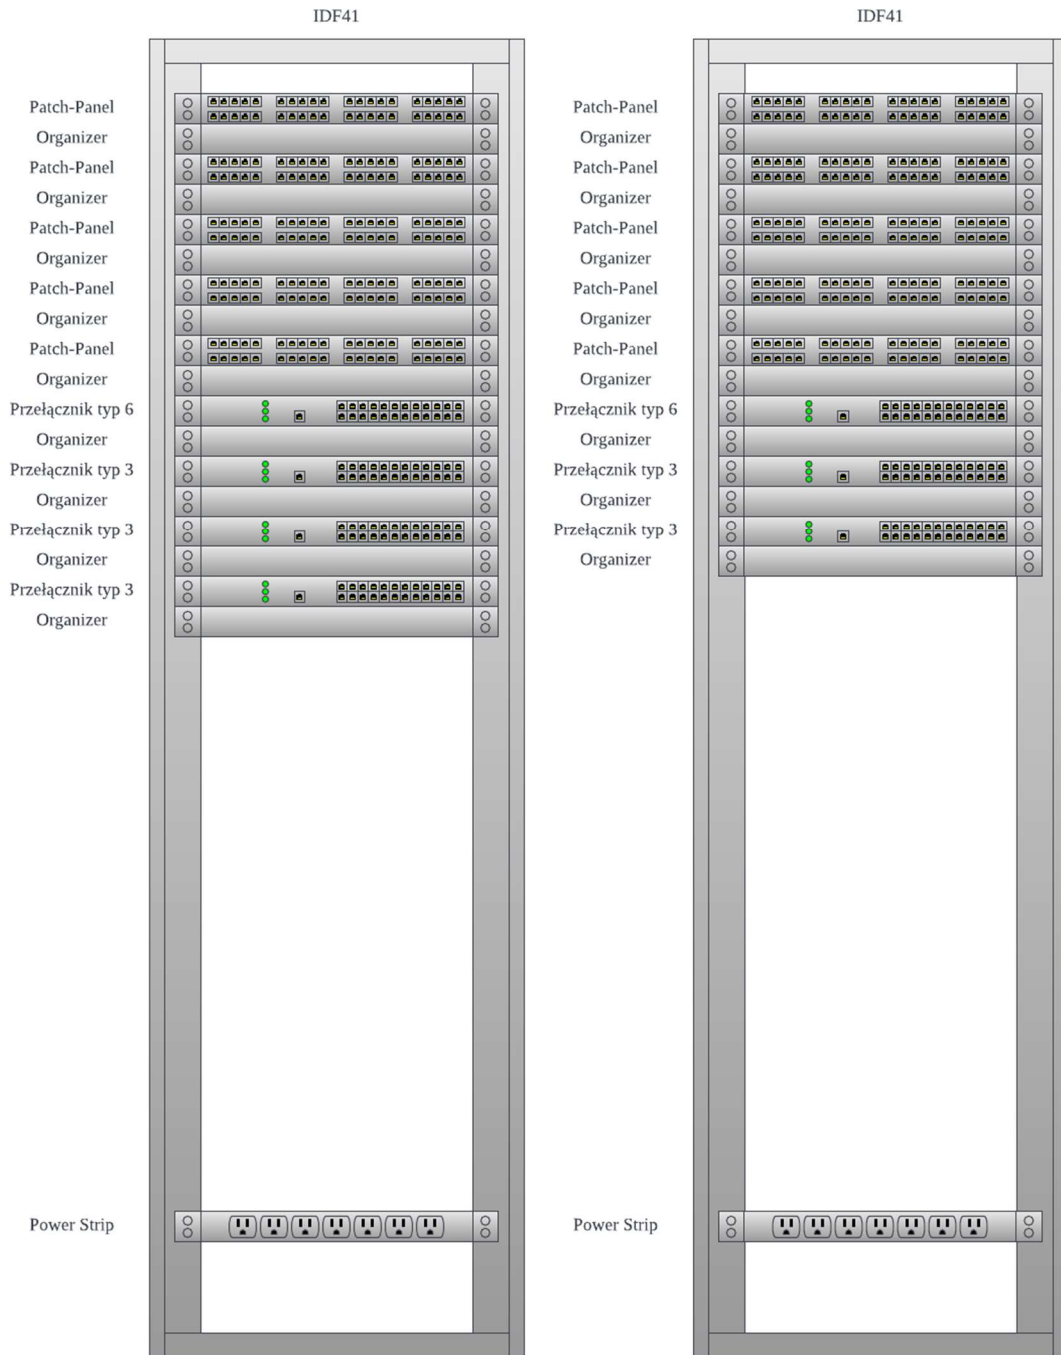 IDF41
Patch-Panel
Organizer
Patch-Panel
Organizer
Patch-Panel
Organizer
Patch-Panel
Organizer
Patch-Panel
Organizer
Przełącznik typ 6
Organizer
Przełącznik typ 3
Organizer
Przełącznik typ 3
Organizer
Przełącznik typ 3
Organizer
Power Strip
IDF41
Patch-Panel
Organizer
Patch-Panel
Organizer
Patch-Panel
Organizer
Patch-Panel
Organizer
Patch-Panel
Organizer
Przełącznik typ 6
Organizer
Przełącznik typ 3
Organizer
Przełącznik typ 3
Organizer
Power Strip